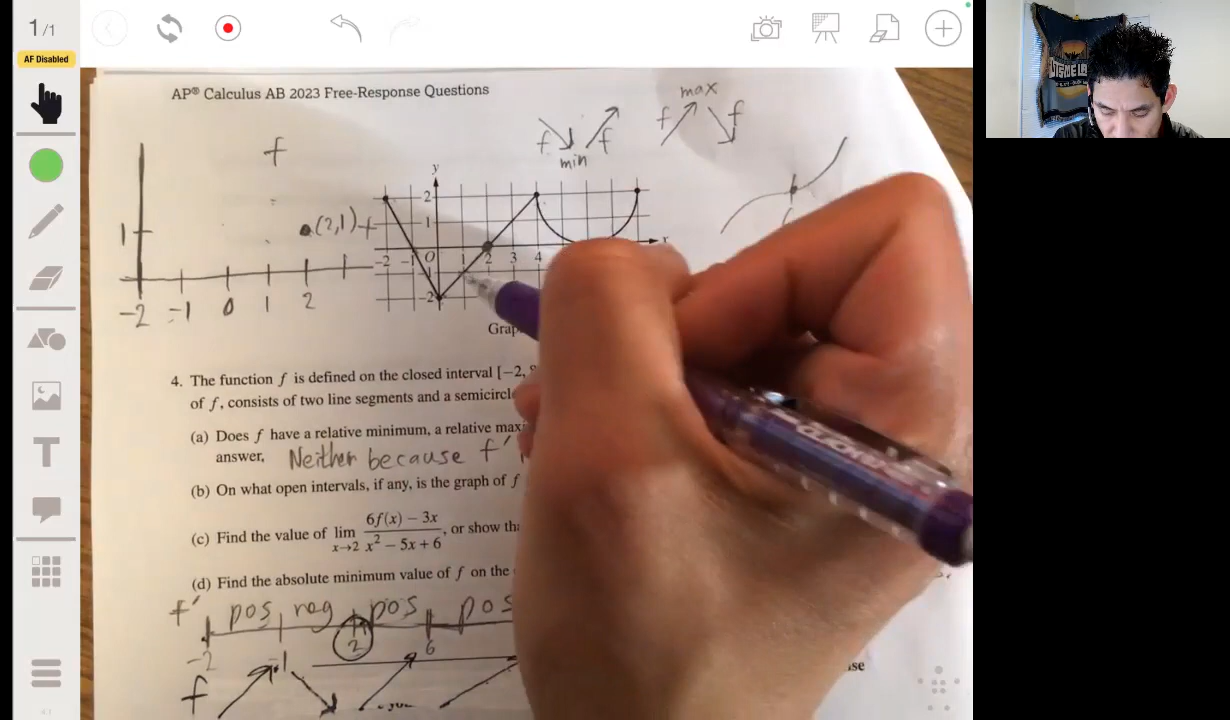 1/1
AF Disabled
AP® Calculus AB 2023 Free-Response Questions
f
1
-2 -1 0 1 2
(2,1)
f f
min
max
f f
y
2
1
-2 -1 O 1 2 3 4
-1
-2
x
4. The function f is defined on the closed interval [−2,
of f, consists of two line segments and a semicircle
(a) Does f have a relative minimum, a relative
answer,
Neither because f'
(b) On what open intervals, if any, is the graph of f
(c) Find the value of lim x→2 6f(x) − 3x / x² − 5x + 6, or show
(d) Find the absolute minimum value of f on the
f' pos neg pos pos
-2 -1 2 6
f
T